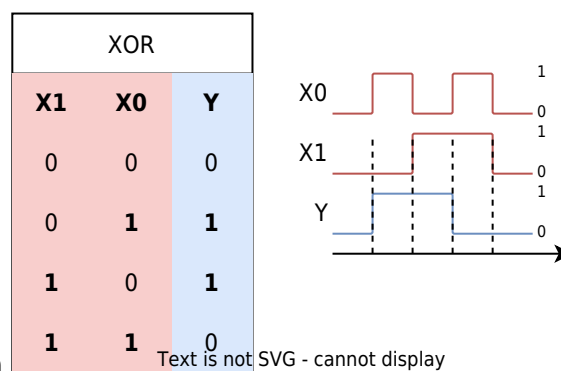 XOR
X1 X0 Y
0 0 0
0 1 1
1 0 1
1 1 0
X0 1
0
X1 1
0
Y 1
0
Text is not SVG - cannot display